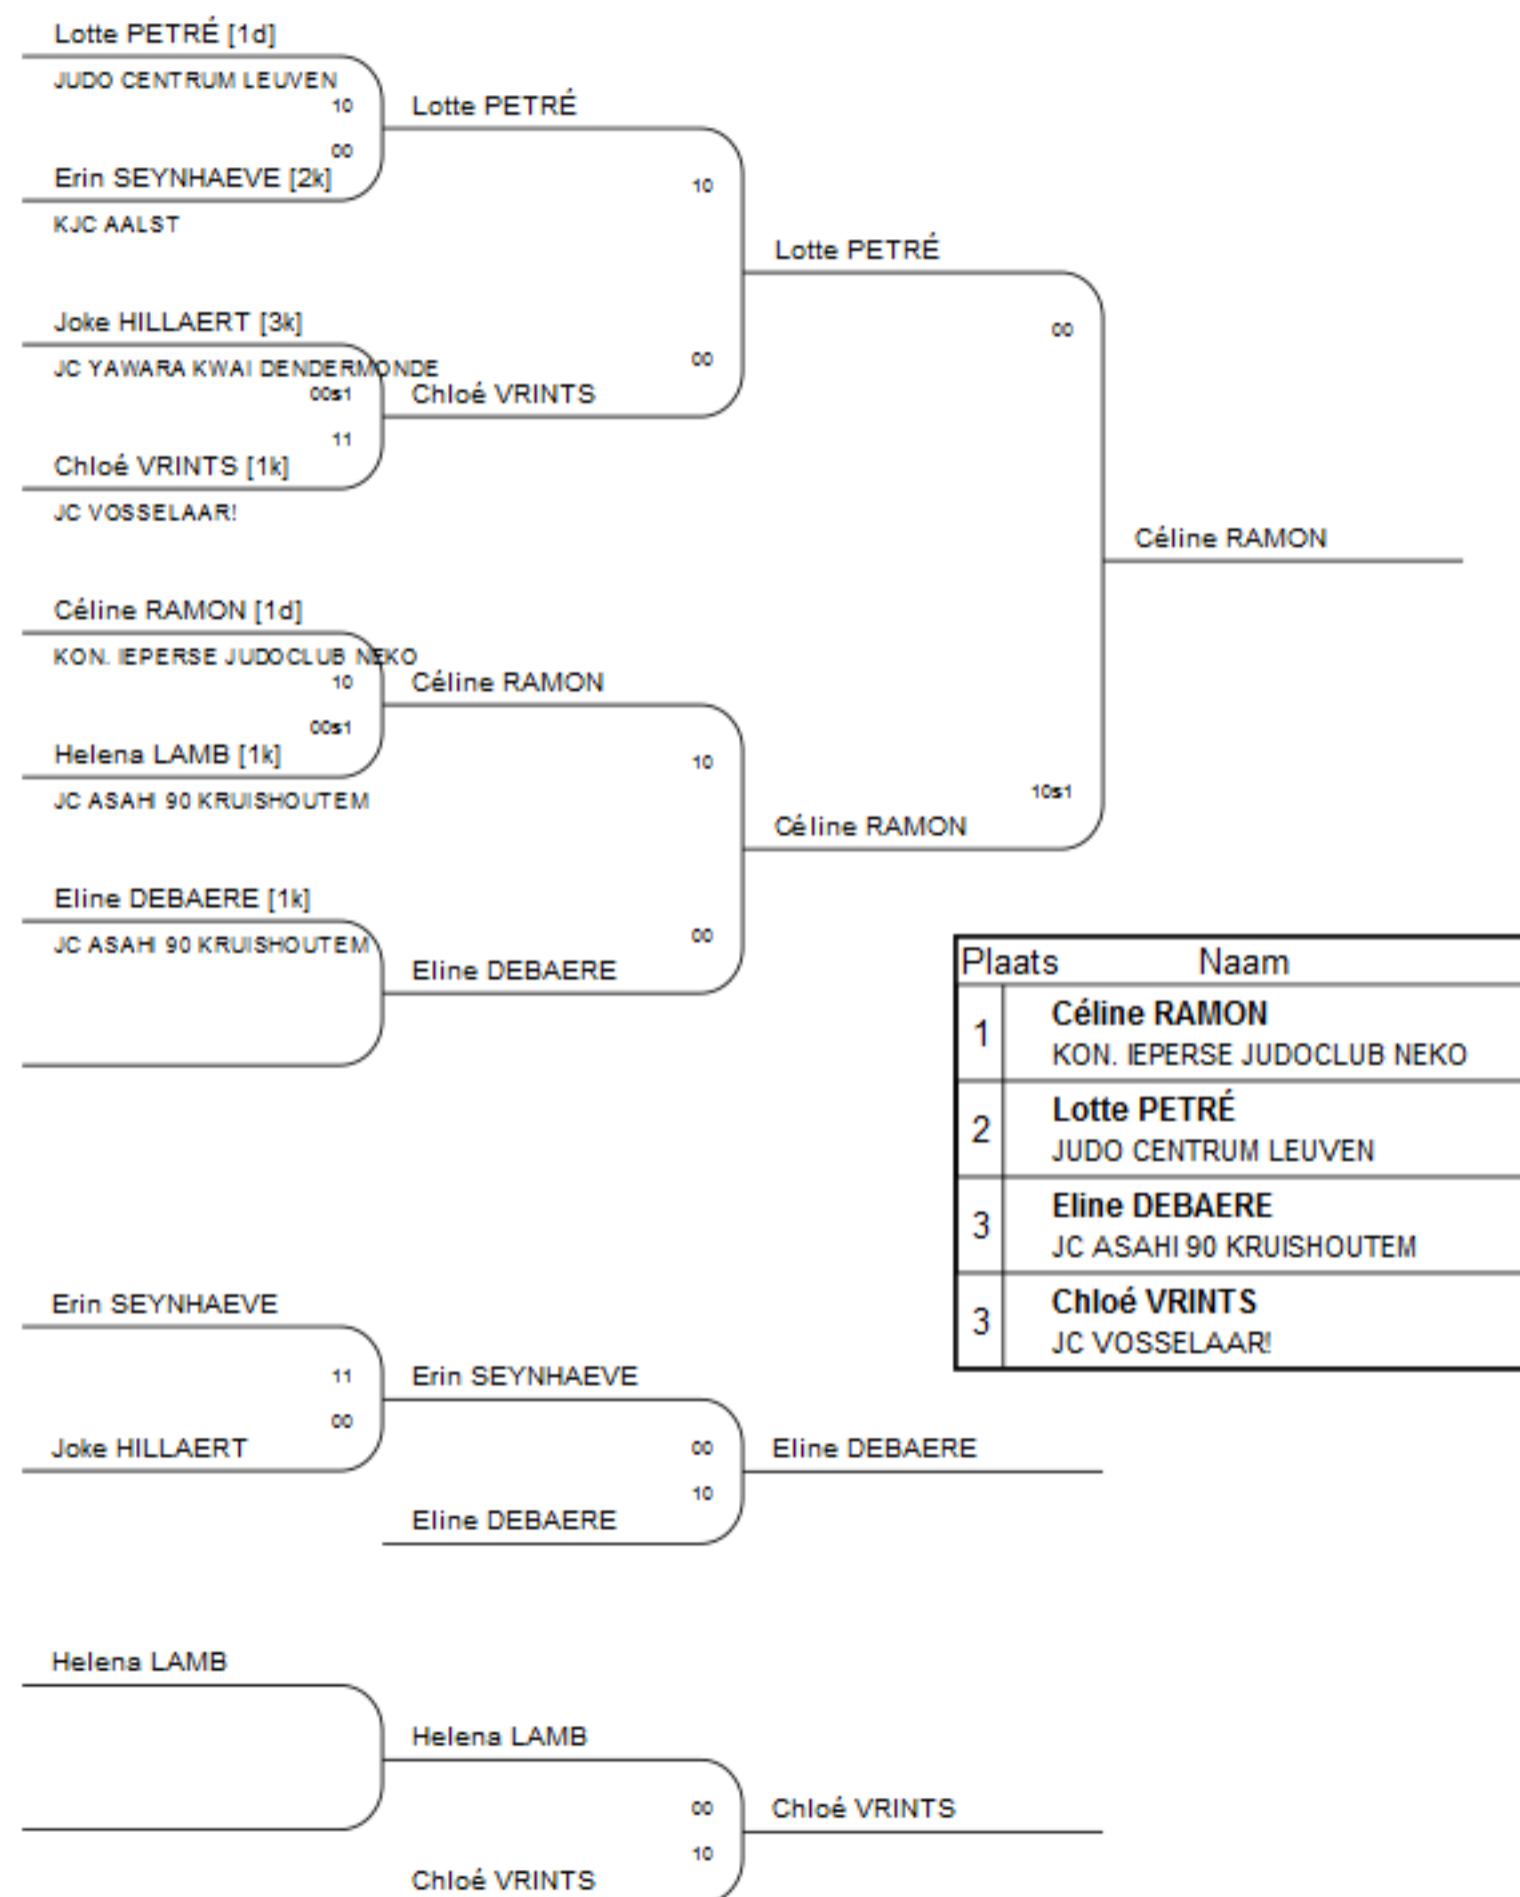 Lotte PETRÉ [1d]
JUDO CENTRUM LEUVEN
10
Lotte PETRÉ
00
Erin SEYNHAEVE [2k]
10
KJC AALST
Lotte PETRÉ
Joke HILLAERT [3k]
00
JC YAWARA KWAI DENDERMONDE
00
00s1
Chloé VRINTS
11
Chloé VRINTS [1k]
JC VOSSELAAR!
Céline RAMON
Céline RAMON [1d]
KON. IEPERSE JUDOCLUB NEKO
10
Céline RAMON
00s1
Helena LAMB [1k]
10
JC ASAHI 90 KRUISHOUTEM
10s1
Céline RAMON
Eline DEBAERE [1k]
00
JC ASAHI 90 KRUISHOUTEM
Eline DEBAERE
Plaats Naam
1 Céline RAMON
KON. IEPERSE JUDOCLUB NEKO
2 Lotte PETRÉ
JUDO CENTRUM LEUVEN
3 Eline DEBAERE
JC ASAHI 90 KRUISHOUTEM
3 Chloé VRINTS
JC VOSSELAAR!
Erin SEYNHAEVE
11
Erin SEYNHAEVE
00
Joke HILLAERT
00
Eline DEBAERE
10
Eline DEBAERE
Helena LAMB
Helena LAMB
00
Chloé VRINTS
10
Chloé VRINTS